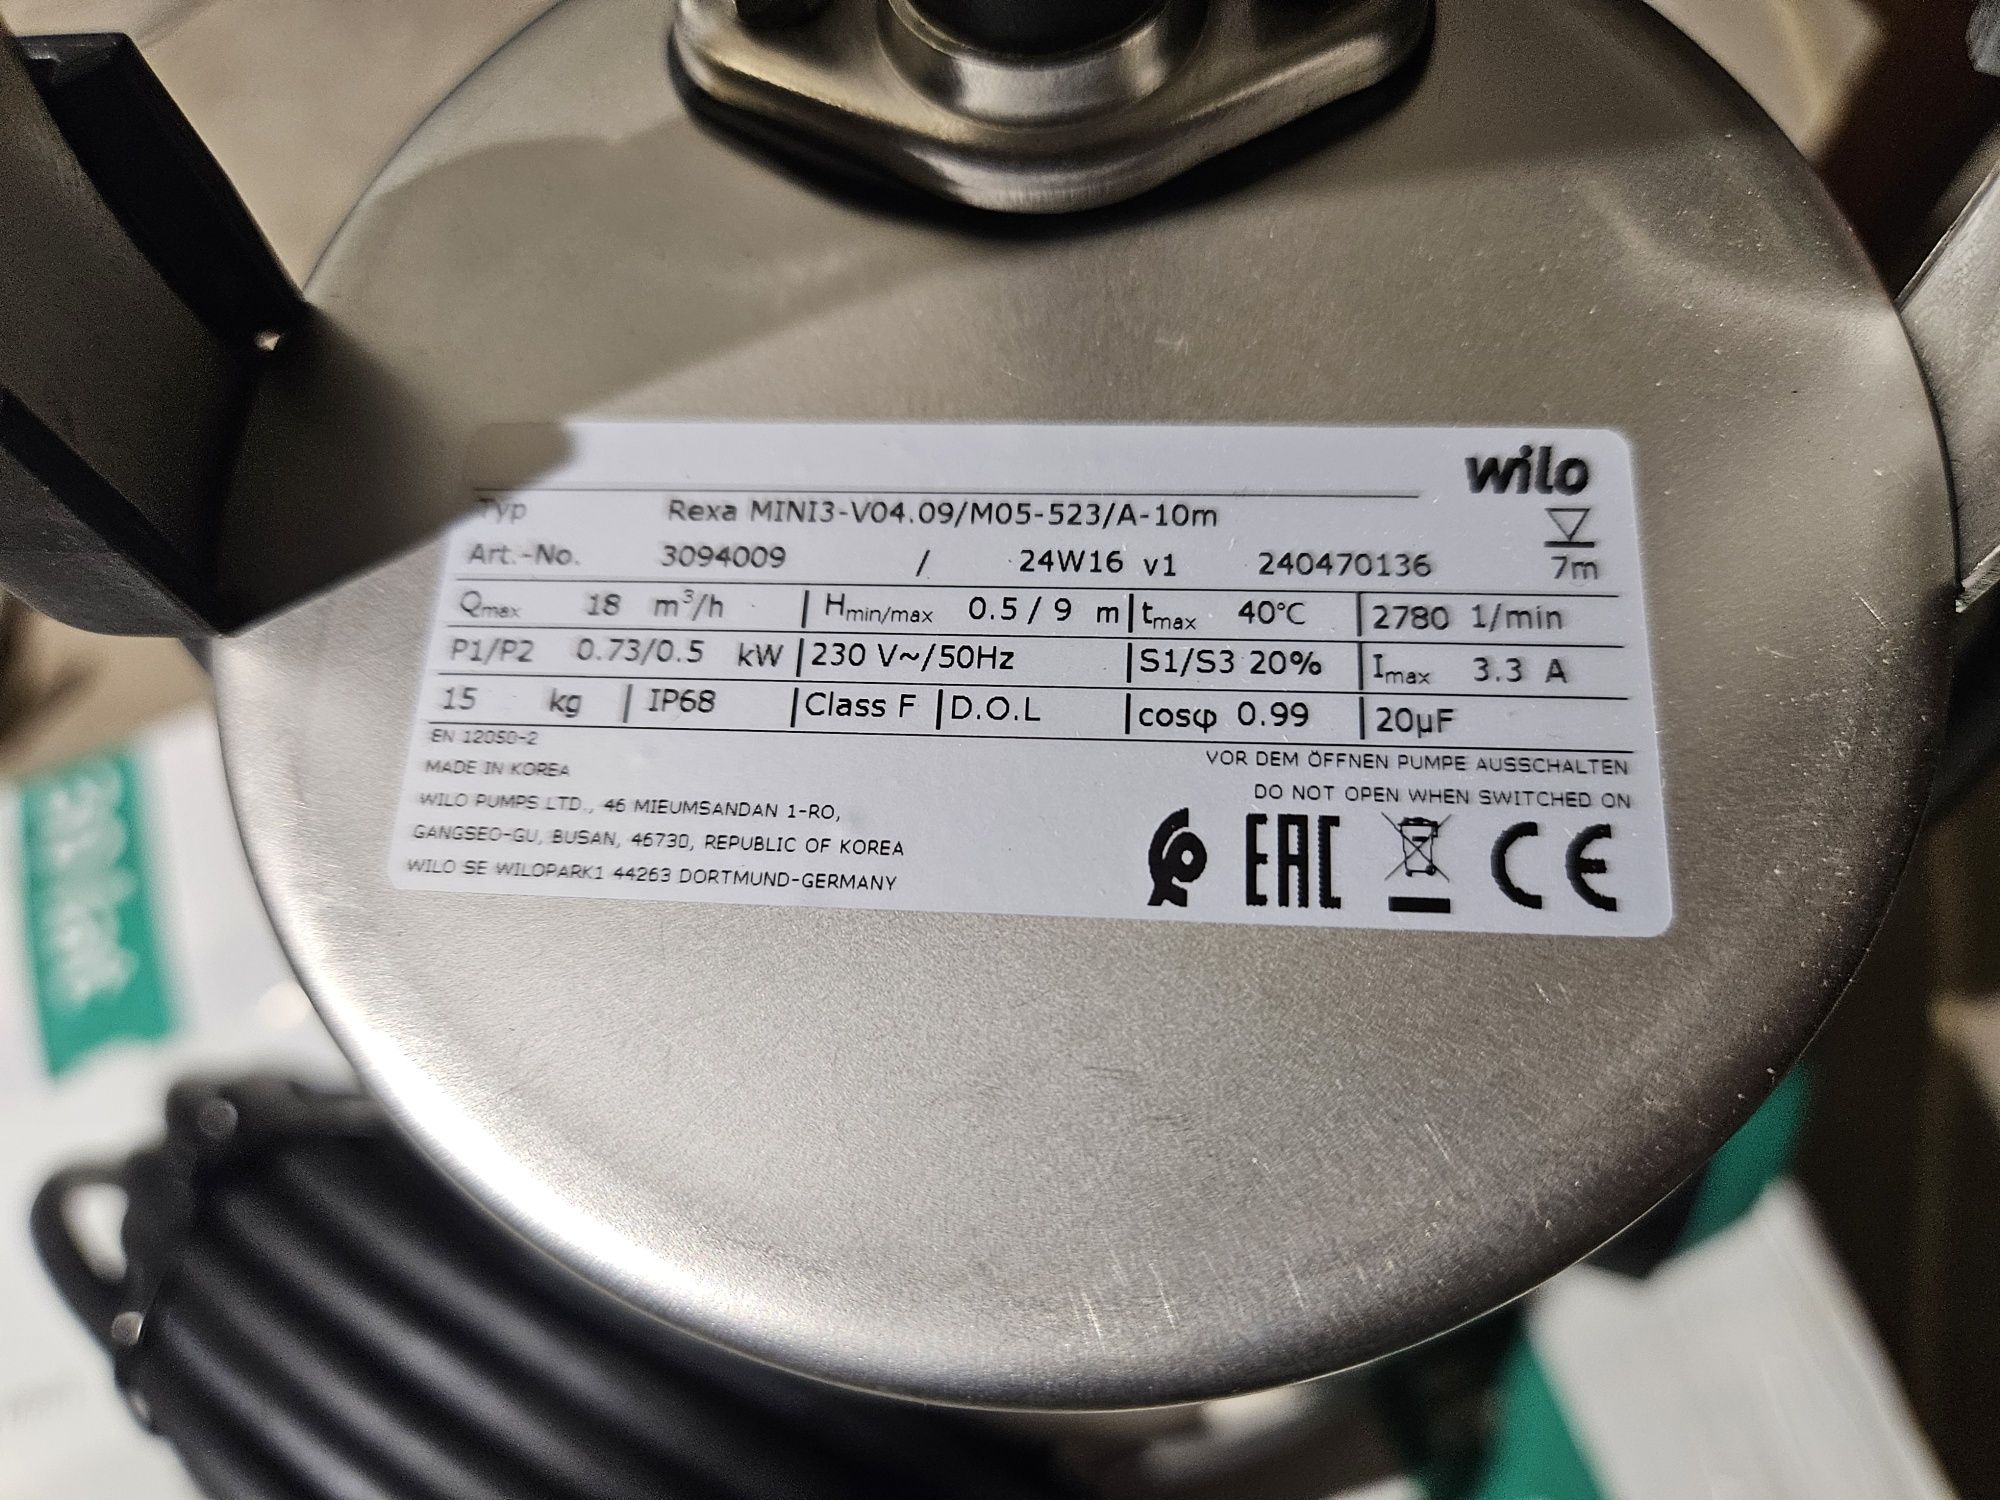 wilo
Typ Rexa MINI3-V04.09/M05-523/A-10m
Art.-No. 3094009 / 24W16 v1 240470136 7m
Qmax 18 m³/h | Hmin/max 0.5 / 9 m | tmax 40°C | 2780 1/min
P1/P2 0.73/0.5 kW | 230 V~/50Hz | S1/S3 20% | Imax 3.3 A
15 kg | IP68 | Class F | D.O.L | cosφ 0.99 | 20µF
EN 12050-2
MADE IN KOREA
WILO PUMPS LTD., 46 MIEUMSANDAN 1-RO,
GANGSEO-GU, BUSAN, 46730, REPUBLIC OF KOREA
WILO SE WILOPARK1 44263 DORTMUND-GERMANY
VOR DEM ÖFFNEN PUMPE AUSSCHALTEN
DO NOT OPEN WHEN SWITCHED ON
EAC CE